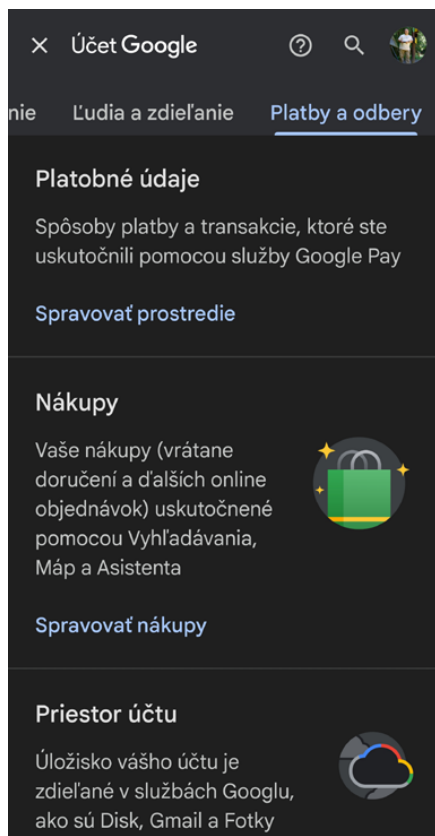 Účet Google
nie Ľudia a zdieľanie Platby a odbery
Platobné údaje
Spôsoby platby a transakcie, ktoré ste
uskutočnili pomocou služby Google Pay
Spravovať prostredie
Nákupy
Vaše nákupy (vrátane
doručení a ďalších online
objednávok) uskutočnené
pomocou Vyhľadávania,
Máp a Asistenta
Spravovať nákupy
Priestor účtu
Úložisko vášho účtu je
zdieľané v službách Googlu,
ako sú Disk, Gmail a Fotky